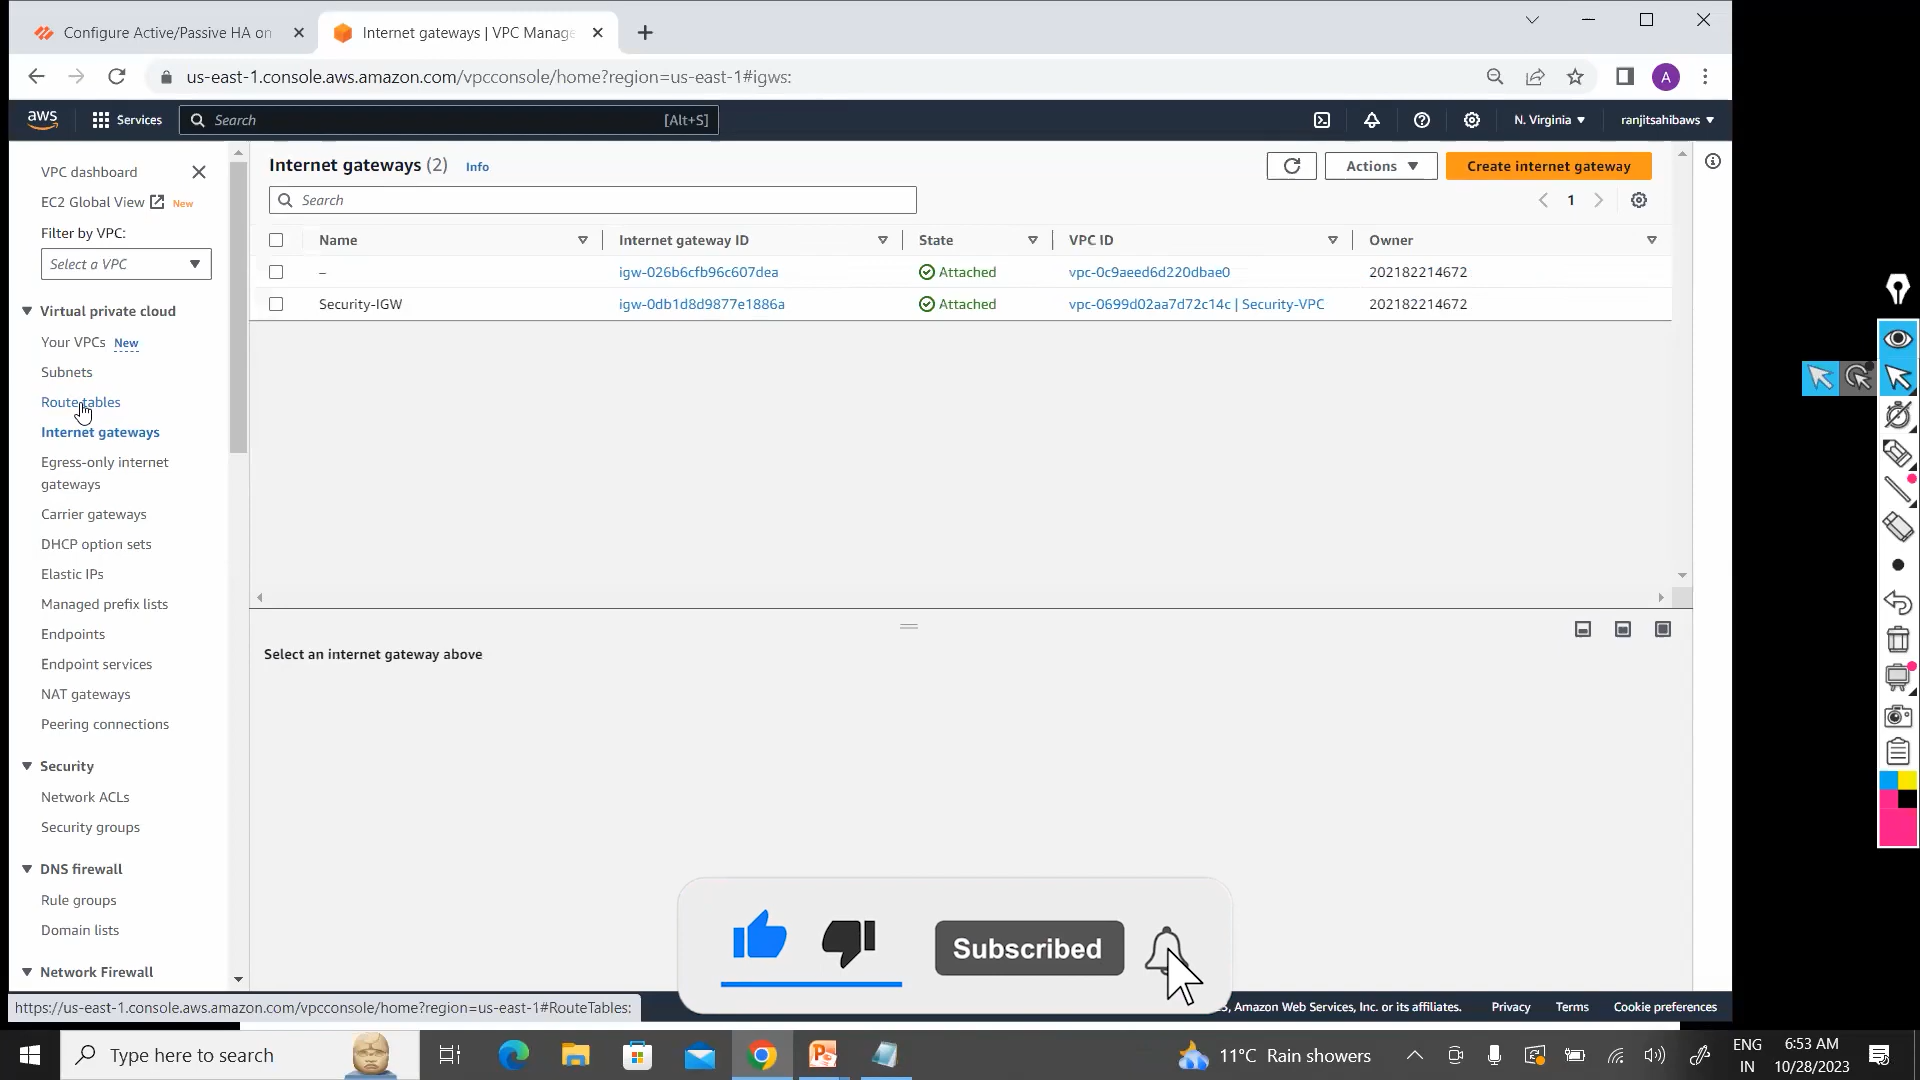 Configure Active/Passive HA on
Internet gateways | VPC Manage
us-east-1.console.aws.amazon.com/vpcconsole/home?region=us-east-1#igws:
A
aws
Services
Search
[Alt+S]
N. Virginia
ranjitsahibaws
VPC dashboard
EC2 Global View New
Filter by VPC:
Select a VPC
Virtual private cloud
Your VPCs New
Subnets
Route tables
Internet gateways
Egress-only internet
gateways
Carrier gateways
DHCP option sets
Elastic IPs
Managed prefix lists
Endpoints
Endpoint services
NAT gateways
Peering connections
Security
Network ACLs
Security groups
DNS firewall
Rule groups
Domain lists
Network Firewall
Internet gateways (2) Info
Actions
Create internet gateway
Search
1
Name Internet gateway ID State VPC ID Owner
– igw-026b6cfb96c607dea Attached vpc-0c9aeed6d220dbae0 202182214672
Security-IGW igw-0db1d8d9877e1886a Attached vpc-0699d02aa7d72c14c | Security-VPC 202182214672
Select an internet gateway above
Subscribed
https://us-east-1.console.aws.amazon.com/vpcconsole/home?region=us-east-1#RouteTables:
Amazon Web Services, Inc. or its affiliates.
Privacy
Terms
Cookie preferences
Type here to search
11°C Rain showers
ENG
IN
6:53 AM
10/28/2023